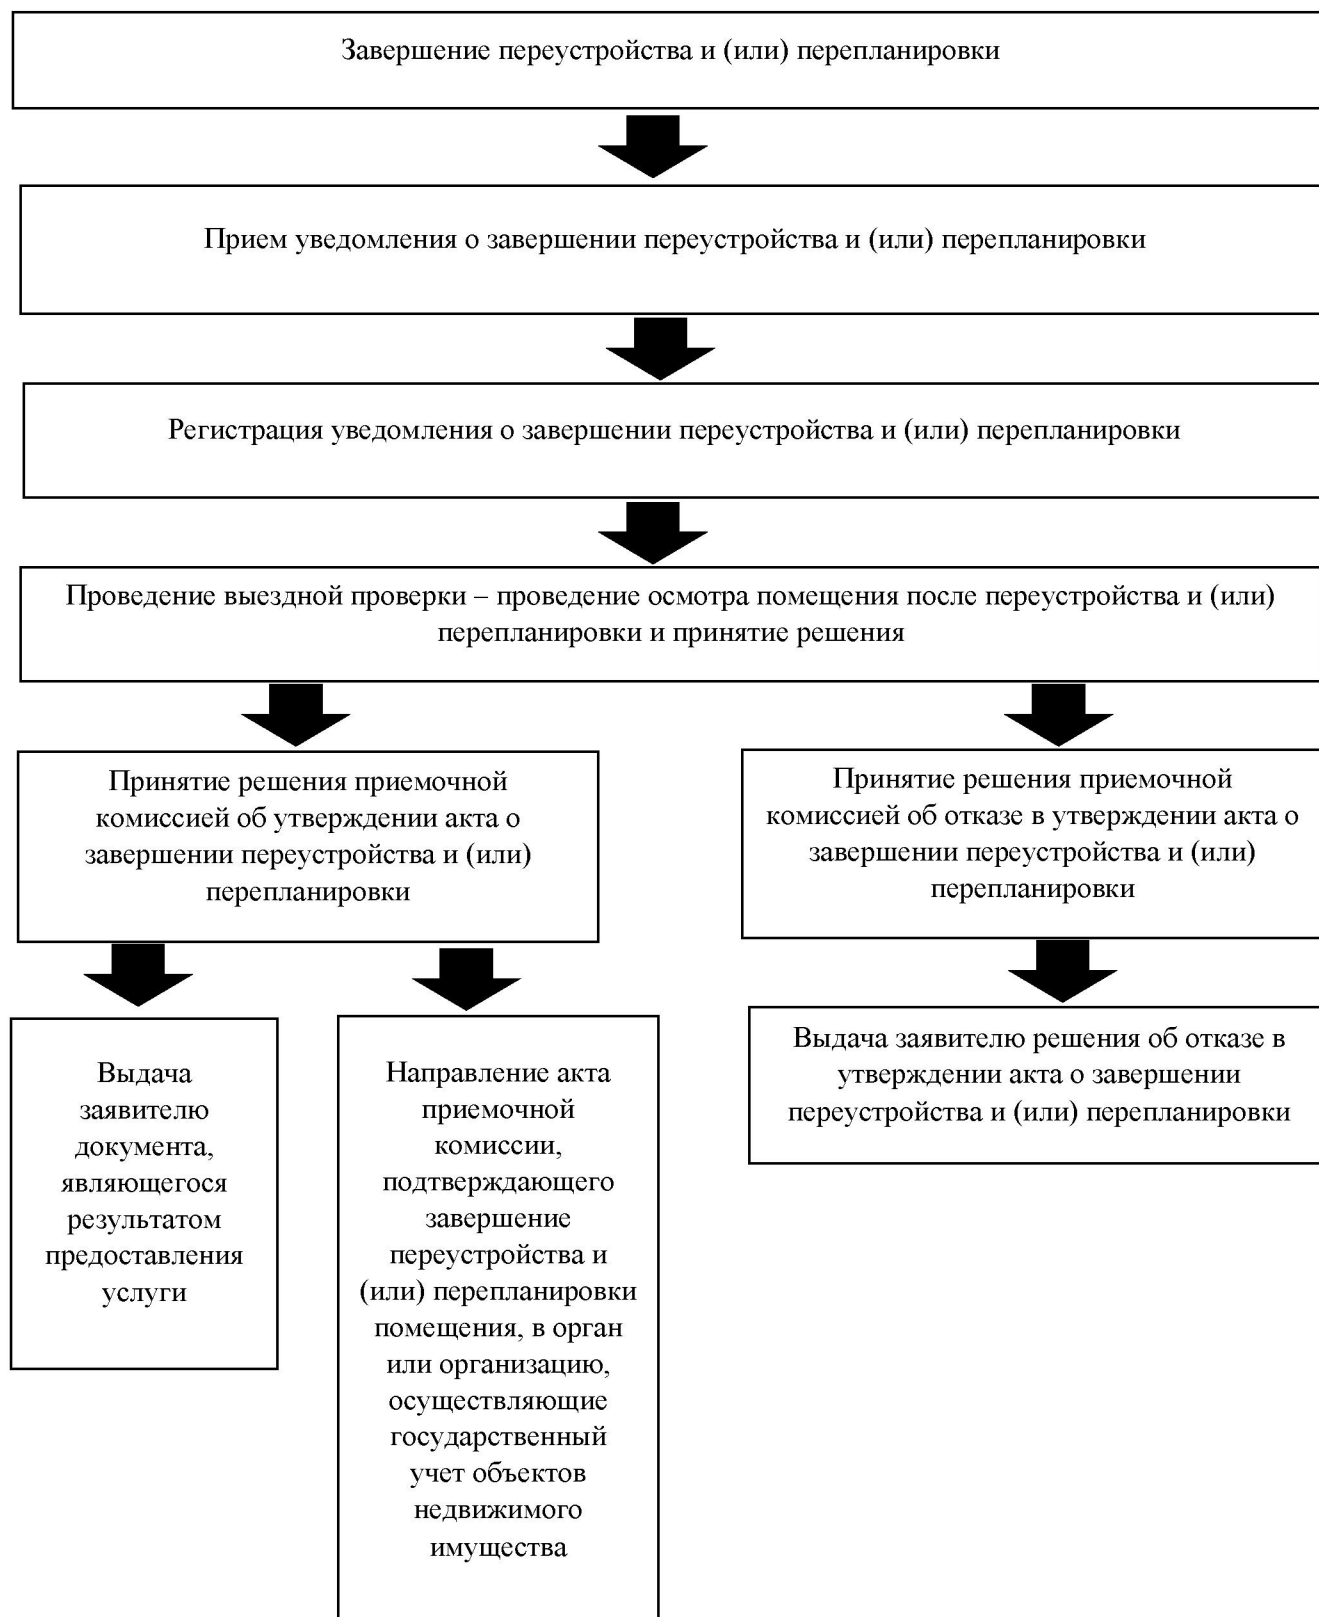 Завершение переустройства и (или) перепланировки
Прием уведомления о завершении переустройства и (или) перепланировки
Регистрация уведомления о завершении переустройства и (или) перепланировки
Проведение выездной проверки – проведение осмотра помещения после переустройства и (или)
перепланировки и принятие решения
Принятие решения приемочной
комиссией об утверждении акта о
завершении переустройства и (или)
перепланировки
Принятие решения приемочной
комиссией об отказе в утверждении акта о
завершении переустройства и (или)
перепланировки
Выдача
заявителю
документа,
являющегося
результатом
предоставления
услуги
Направление акта
приемочной
комиссии,
подтверждающего
завершение
переустройства и
(или) перепланировки
помещения, в орган
или организацию,
осуществляющие
государственный
учет объектов
недвижимого
имущества
Выдача заявителю решения об отказе в
утверждении акта о завершении
переустройства и (или) перепланировки